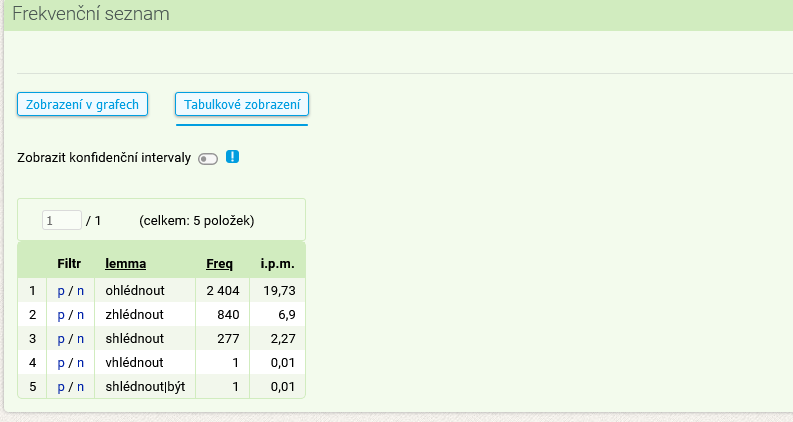 Frekvenční seznam
Zobrazení v grafech Tabulkové zobrazení
Zobrazit konfidenční intervaly !
1 / 1 (celkem: 5 položek)
Filtr lemma Freq i.p.m.
1 p / n ohlédnout 2 404 19,73
2 p / n zhlédnout 840 6,9
3 p / n shlédnout 277 2,27
4 p / n vhlédnout 1 0,01
5 p / n shlédnout|být 1 0,01